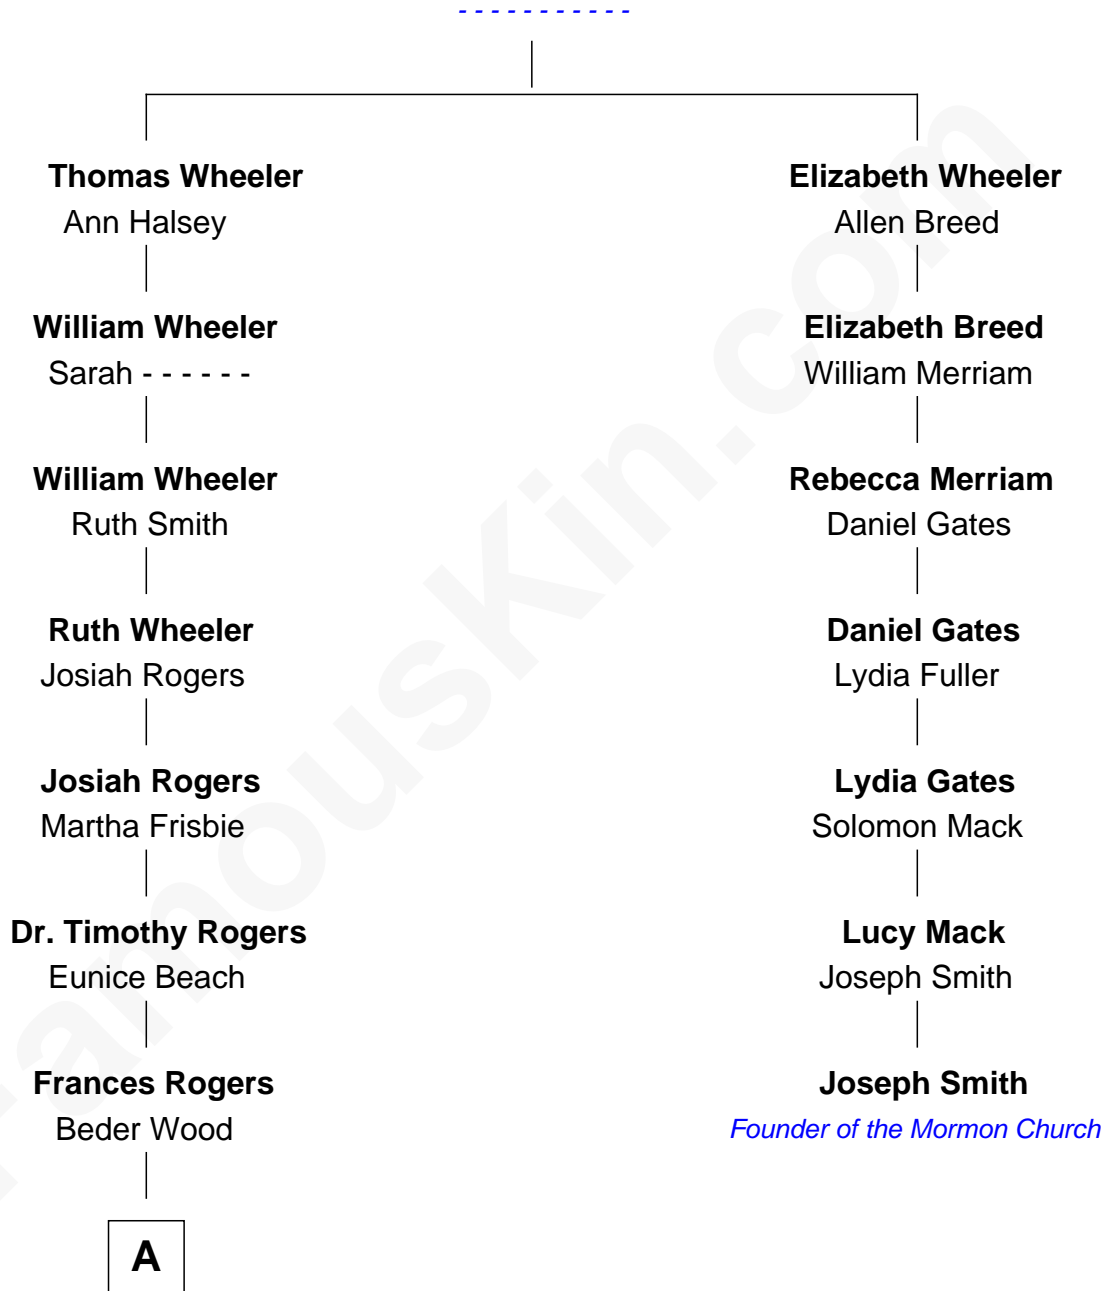 - - - - - - - - - - -
Thomas Wheeler
Ann Halsey
Elizabeth Wheeler
Allen Breed
William Wheeler
Sarah - - - - - -
Elizabeth Breed
William Merriam
William Wheeler
Ruth Smith
Rebecca Merriam
Daniel Gates
Ruth Wheeler
Josiah Rogers
Daniel Gates
Lydia Fuller
Josiah Rogers
Martha Frisbie
Lydia Gates
Solomon Mack
Dr. Timothy Rogers
Eunice Beach
Lucy Mack
Joseph Smith
Frances Rogers
Beder Wood
Joseph Smith
Founder of the Mormon Church
A
FamousKin.com